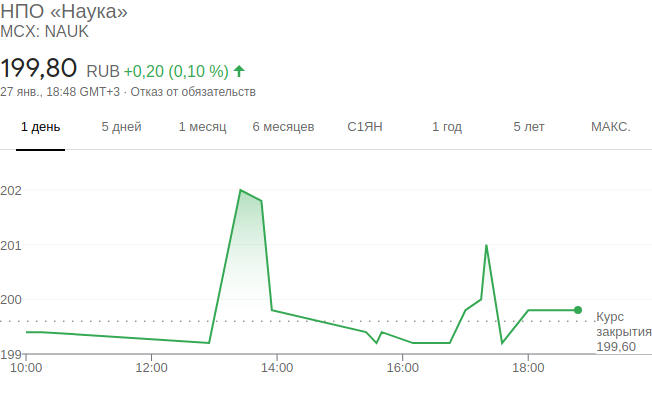 НПО «Наука»
MCX: NAUK
199,80 RUB +0,20 (0,10 %)
27 янв., 18:48 GMT+3 · Отказ от обязательств
1 день 5 дней 1 месяц 6 месяцев С1ЯН 1 год 5 лет МАКС.
202
201
200
Курс
закрытия
199,60
199
10:00 12:00 14:00 16:00 18:00